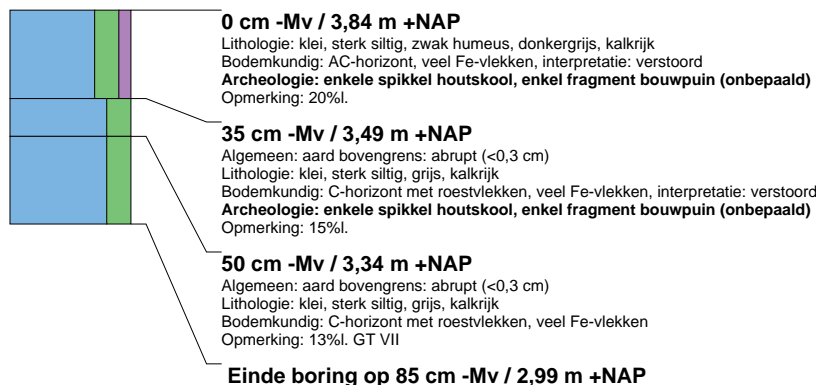 0 cm -Mv / 3,84 m +NAP
Lithologie: klei, sterk siltig, zwak humeus, donkergrijs, kalkrijk
Bodemkundig: AC-horizont, veel Fe-vlekken, interpretatie: verstoord
Archeologie: enkele spikkel houtskool, enkel fragment bouwpuin (onbepaald)
Opmerking: 20%l.
35 cm -Mv / 3,49 m +NAP
Algemeen: aard bovengrens: abrupt (<0,3 cm)
Lithologie: klei, sterk siltig, grijs, kalkrijk
Bodemkundig: C-horizont met roestvlekken, veel Fe-vlekken, interpretatie: verstoord
Archeologie: enkele spikkel houtskool, enkel fragment bouwpuin (onbepaald)
Opmerking: 15%l.
50 cm -Mv / 3,34 m +NAP
Algemeen: aard bovengrens: abrupt (<0,3 cm)
Lithologie: klei, sterk siltig, grijs, kalkrijk
Bodemkundig: C-horizont met roestvlekken, veel Fe-vlekken
Opmerking: 13%l. GT VII
Einde boring op 85 cm -Mv / 2,99 m +NAP